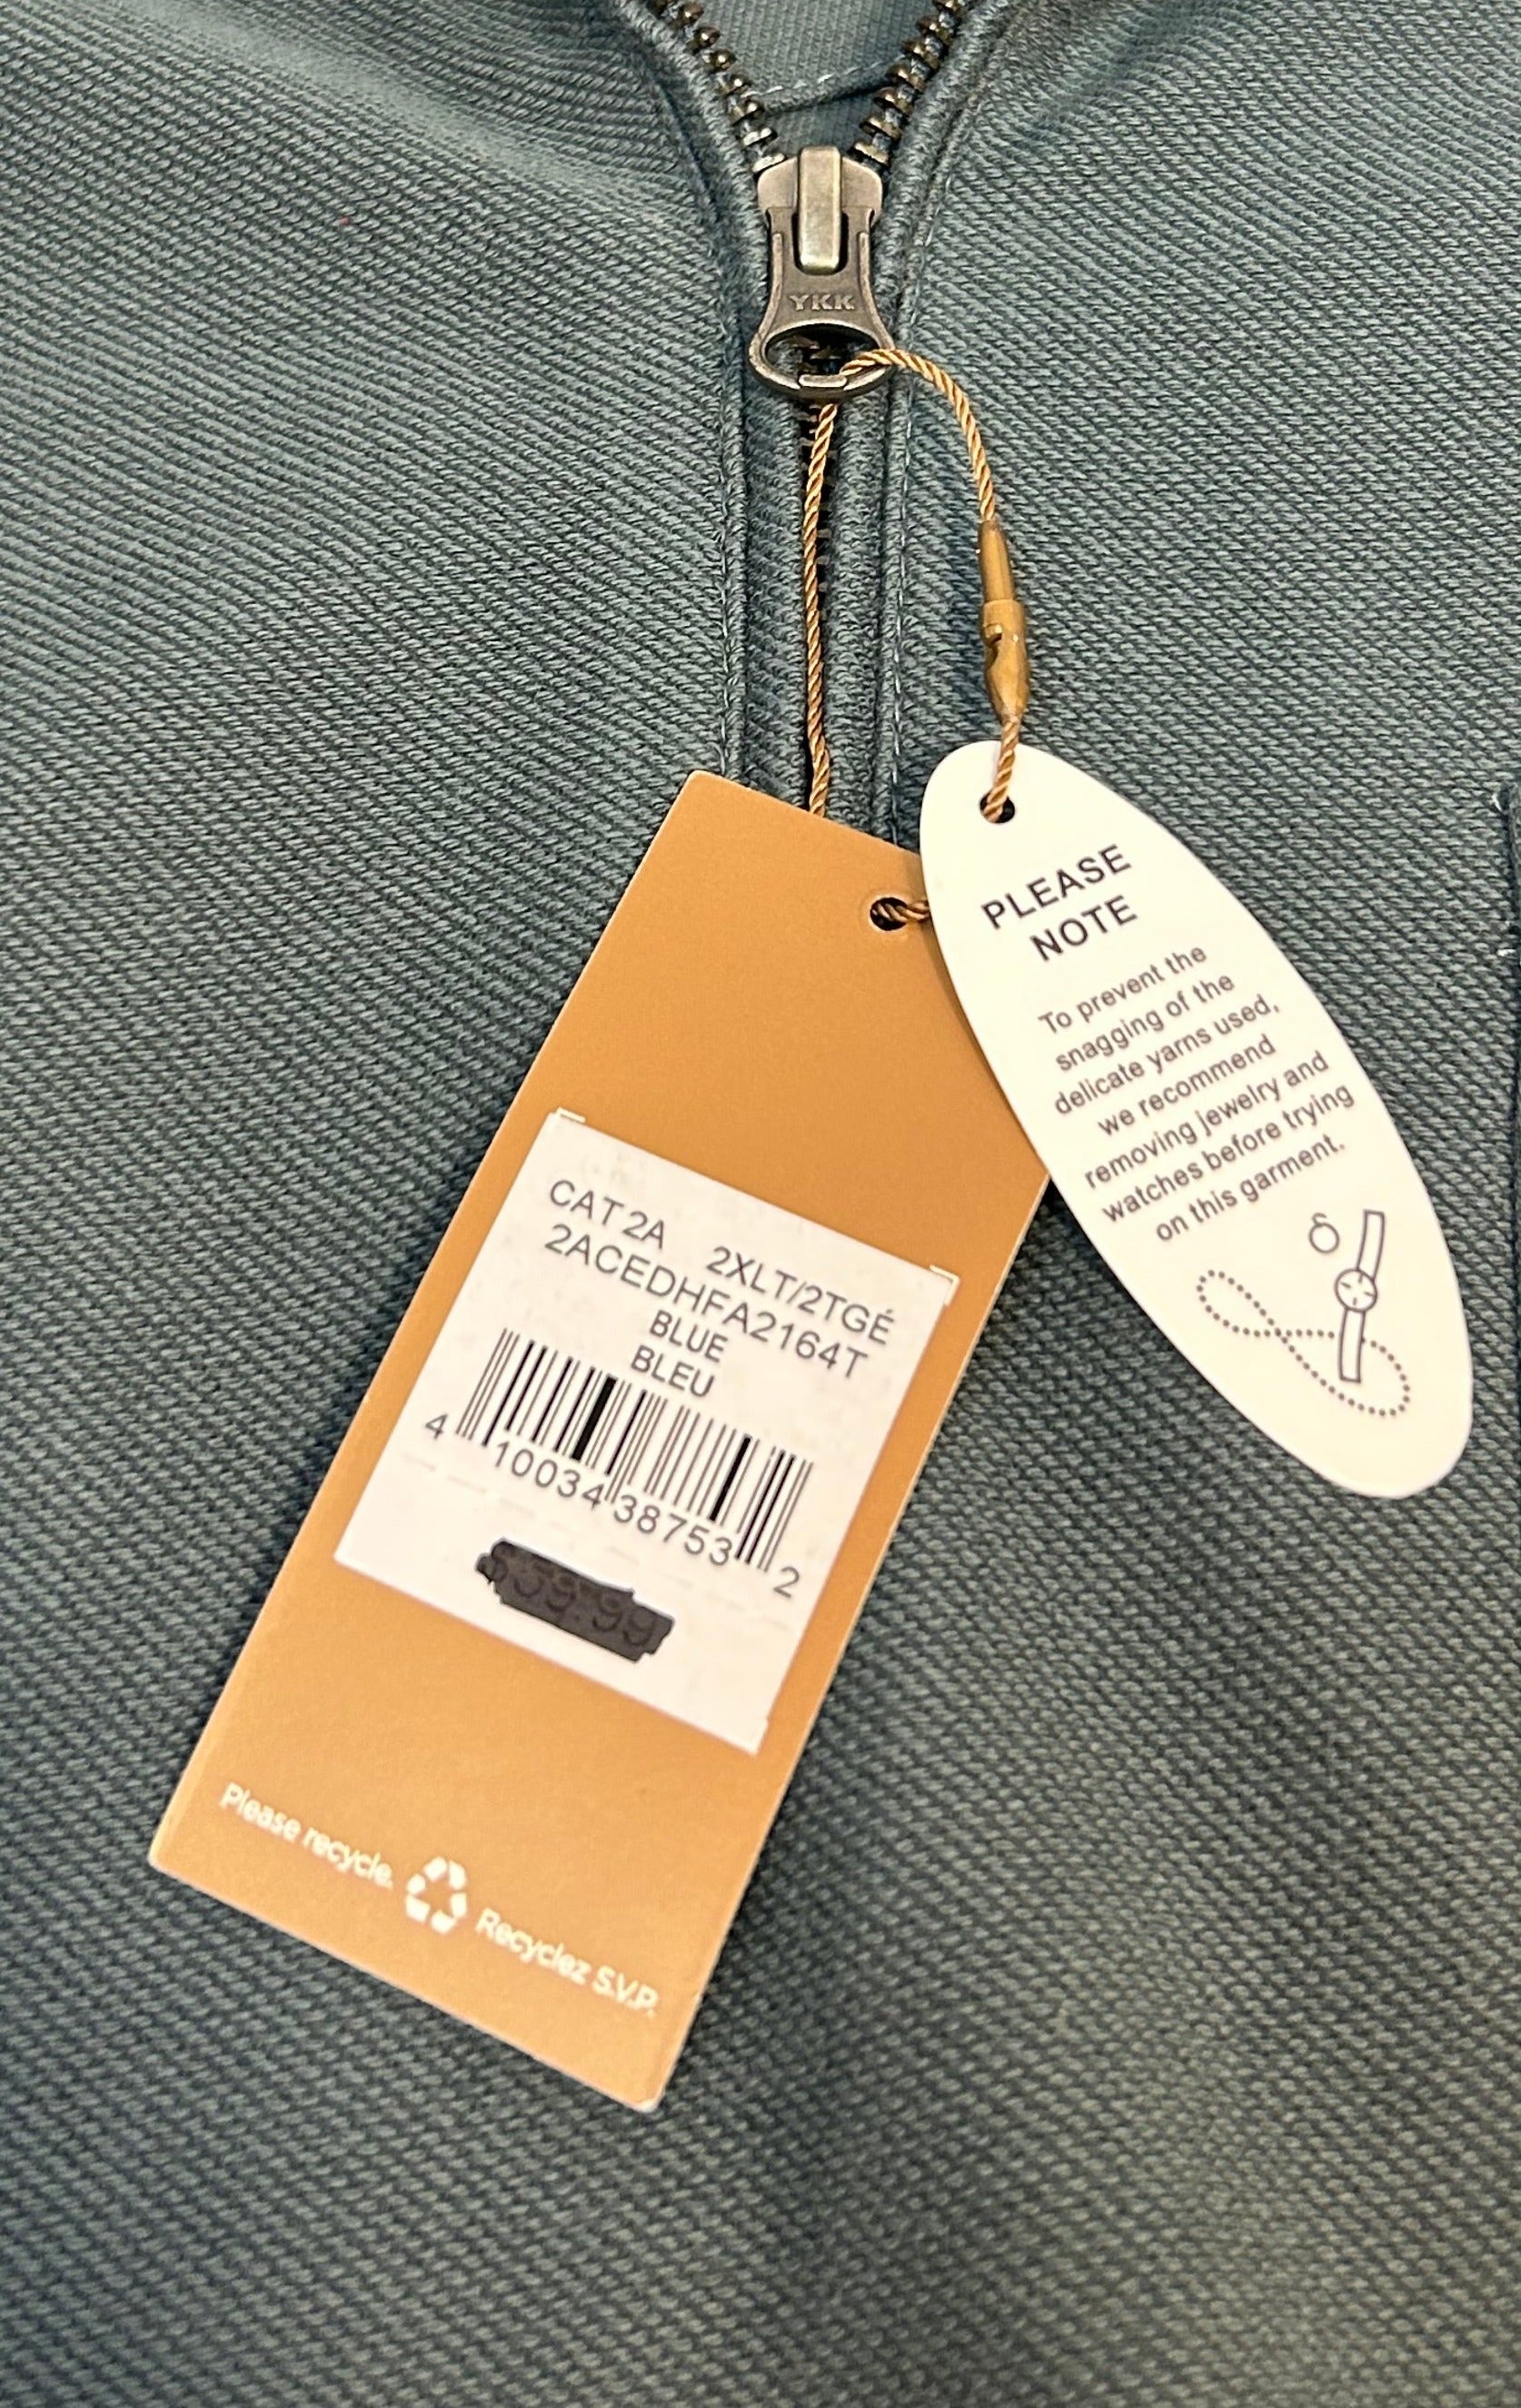 YKK
PLEASE
NOTE
To prevent the
snagging of the
delicate yarns used,
we recommend
removing jewelry and
watches before trying
on this garment.
CAT 2A 2XLT/2TGÉ
2ACEDHFA2164T
BLUE
BLEU
4 10034 38753 2
Please recycle. Recyclez S.V.P.